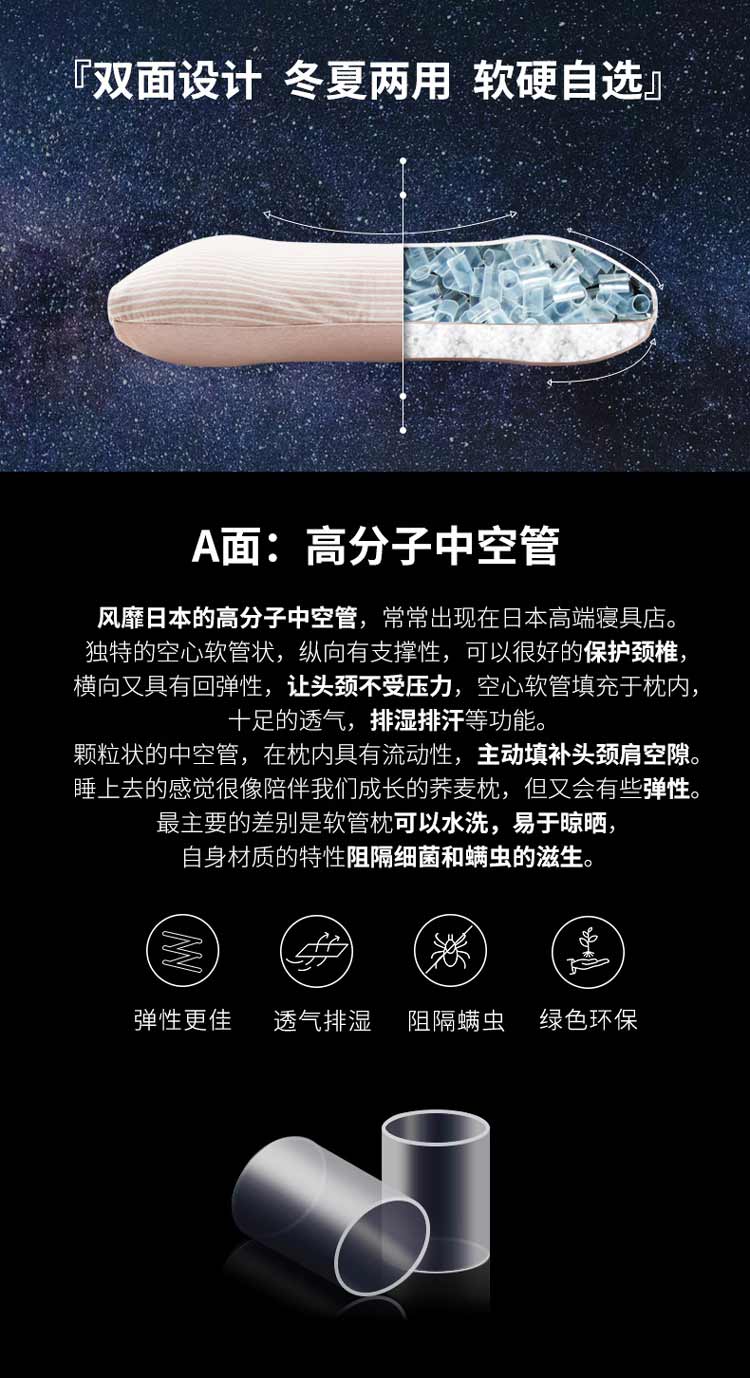 『双面设计 冬夏两用 软硬自选』
A面：高分子中空管
风靡日本的高分子中空管，常常出现在日本高端寝具店。
独特的空心软管状，纵向有支撑性，可以很好的保护颈椎，
横向又具有回弹性，让头颈不受压力，空心软管填充于枕内，
十足的透气，排湿排汗等功能。
颗粒状的中空管，在枕内具有流动性，主动填补头颈肩空隙。
睡上去的感觉很像陪伴我们成长的荞麦枕，但又会有些弹性。
最主要的差别是软管枕可以水洗，易于晾晒，
自身材质的特性阻隔细菌和螨虫的滋生。
弹性更佳 透气排湿 阻隔螨虫 绿色环保